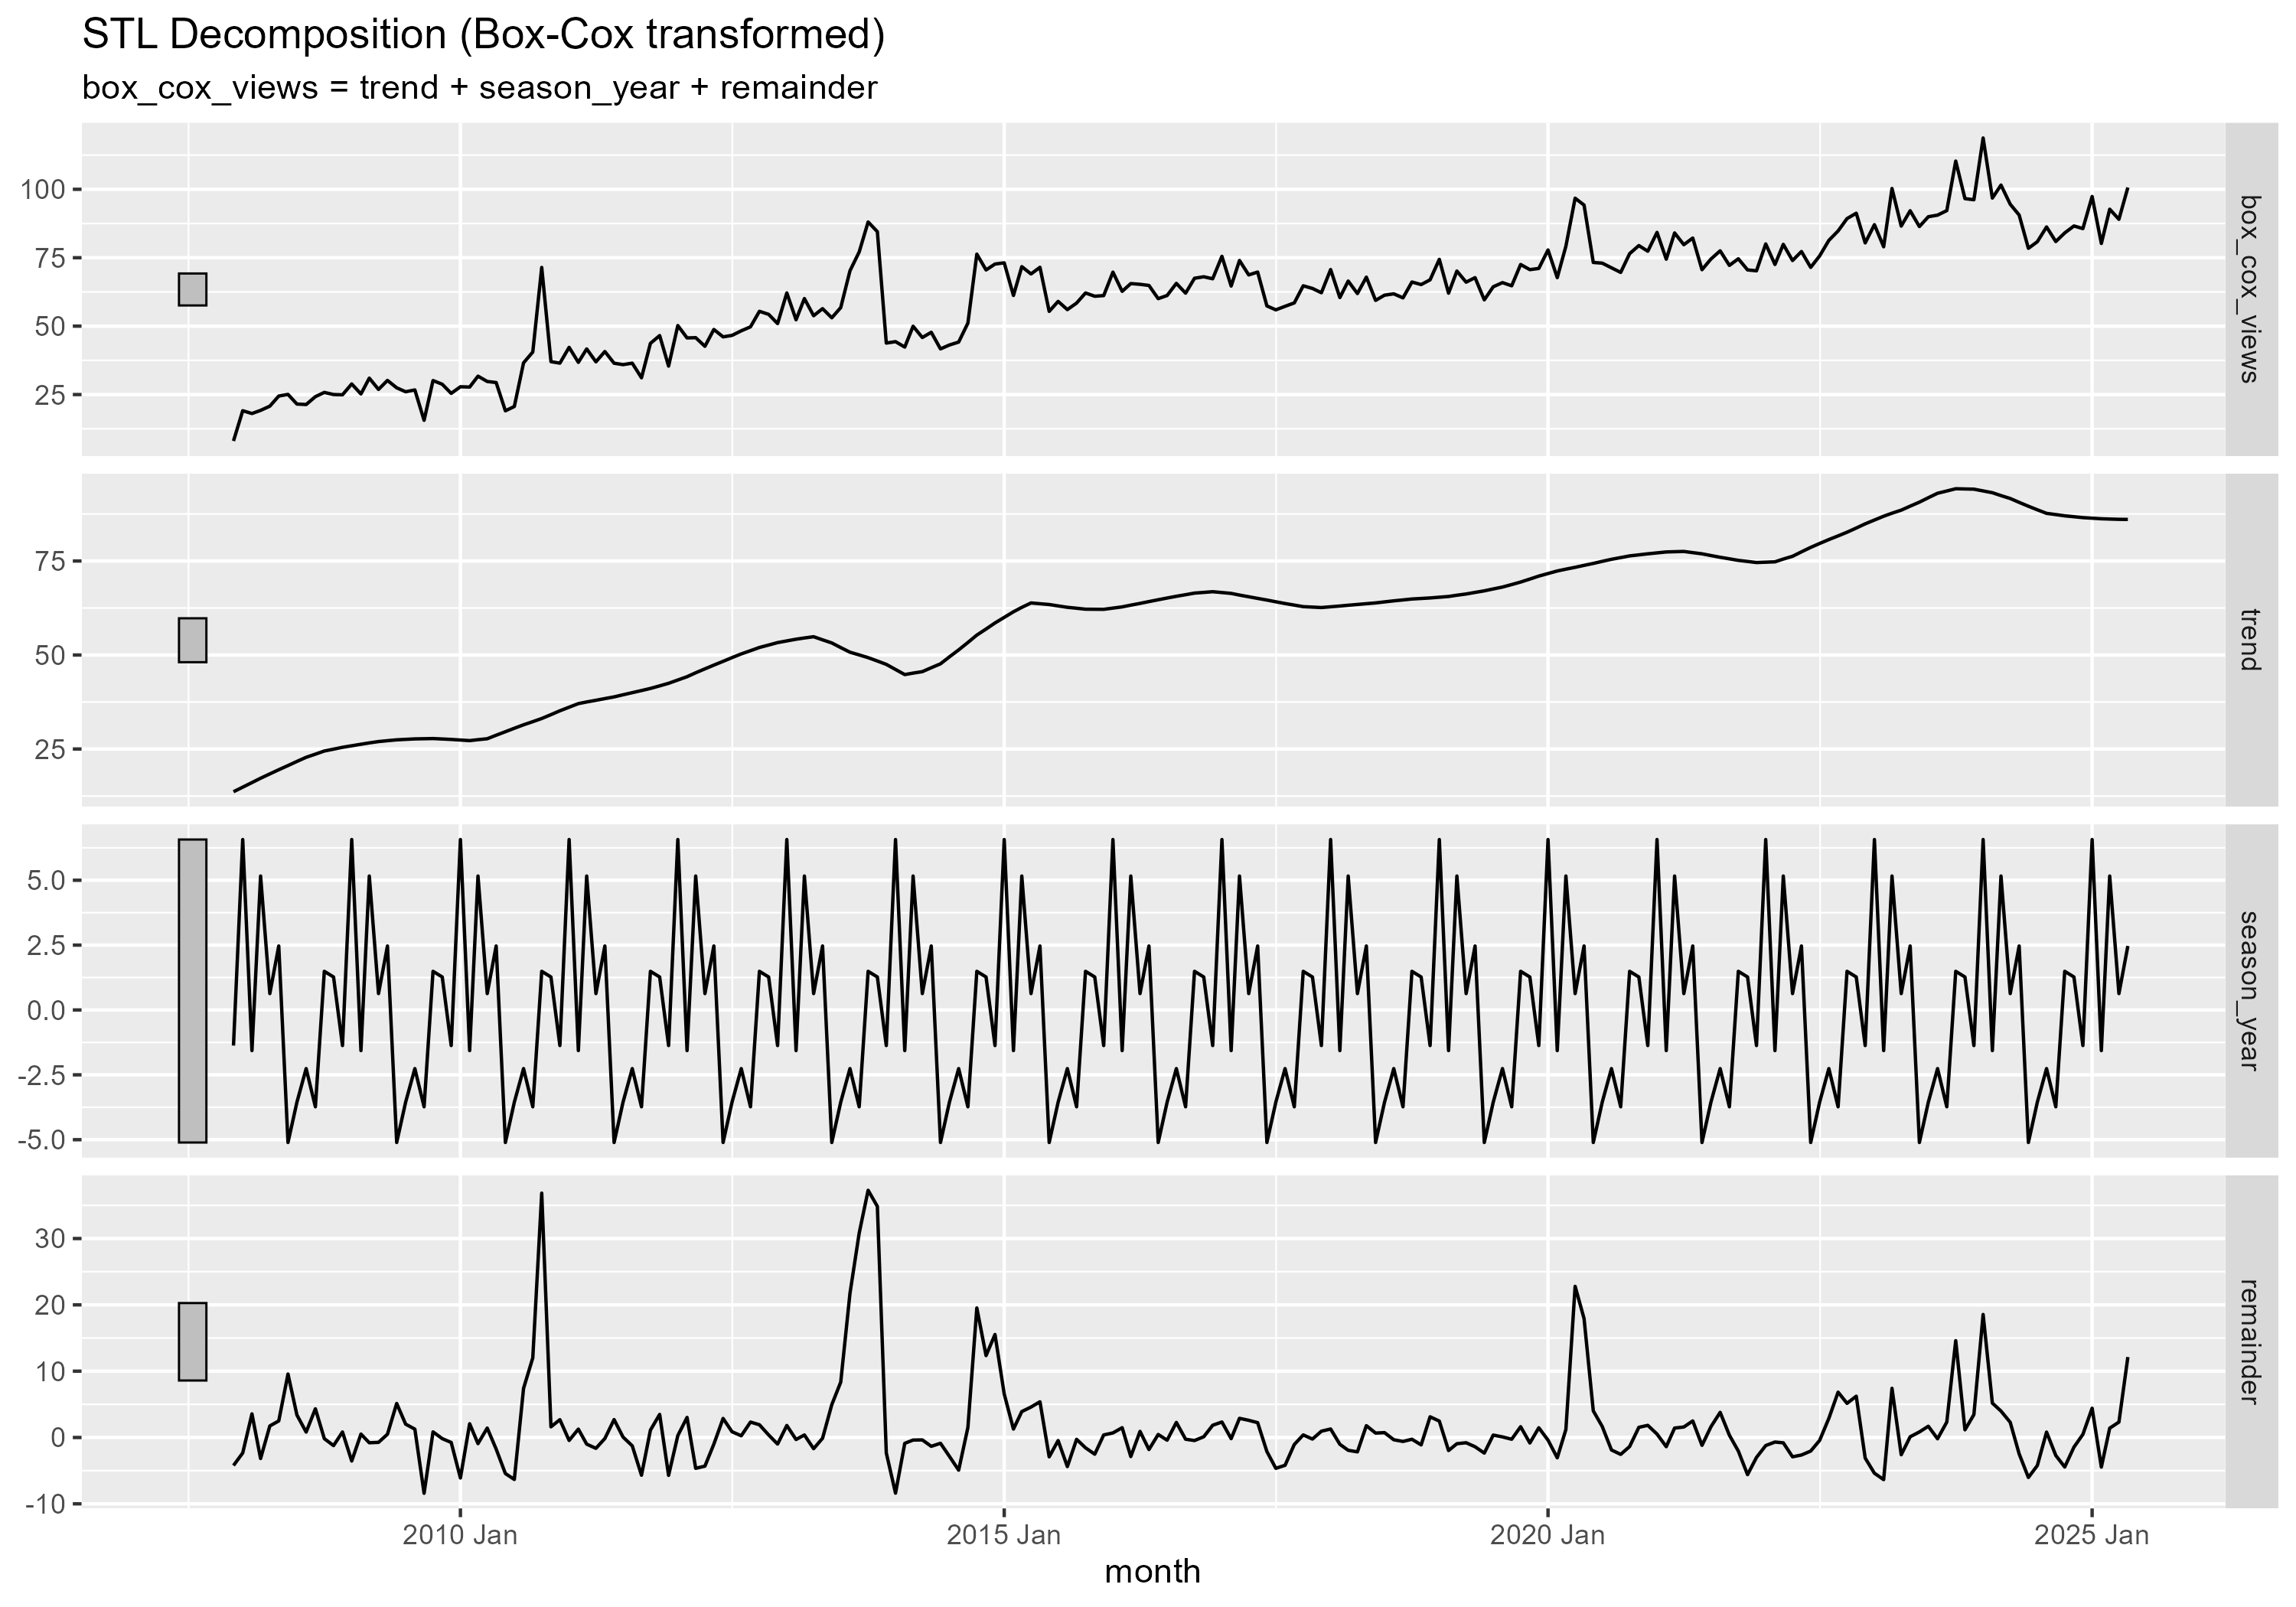 STL Decomposition (Box-Cox transformed)
box_cox_views = trend + season_year + remainder
100
75
50
25
box_cox_views
75
50
25
trend
5.0
2.5
0.0
-2.5
-5.0
season_year
30
20
10
0
-10
remainder
2010 Jan
2015 Jan
2020 Jan
2025 Jan
month